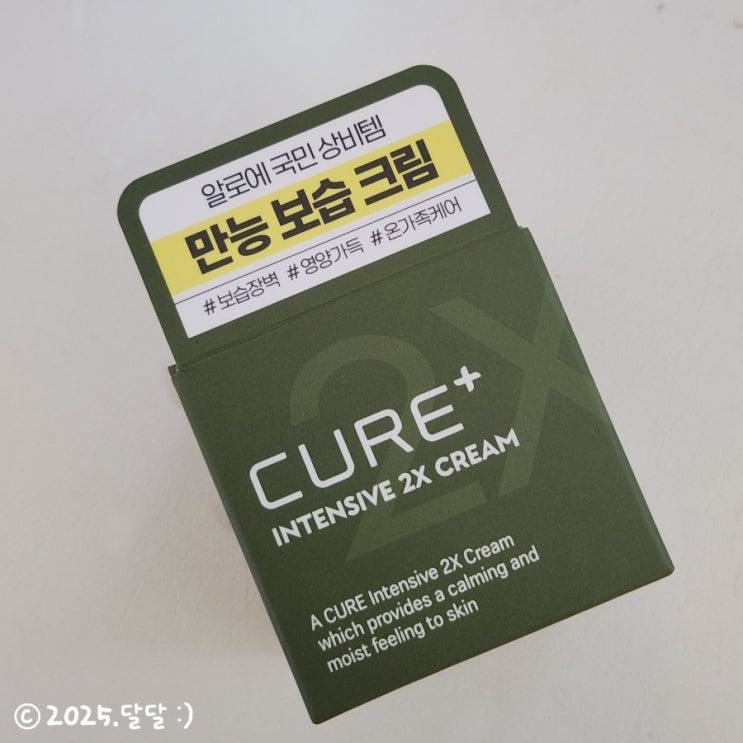 알로에 국민 상비템
만능 보습 크림
#보습장벽 #영양가득 #온가족케어
2X
CURE+
INTENSIVE 2X CREAM
A CURE Intensive 2X Cream
which provides a calming and
moist feeling to skin
©2025.달달 :)